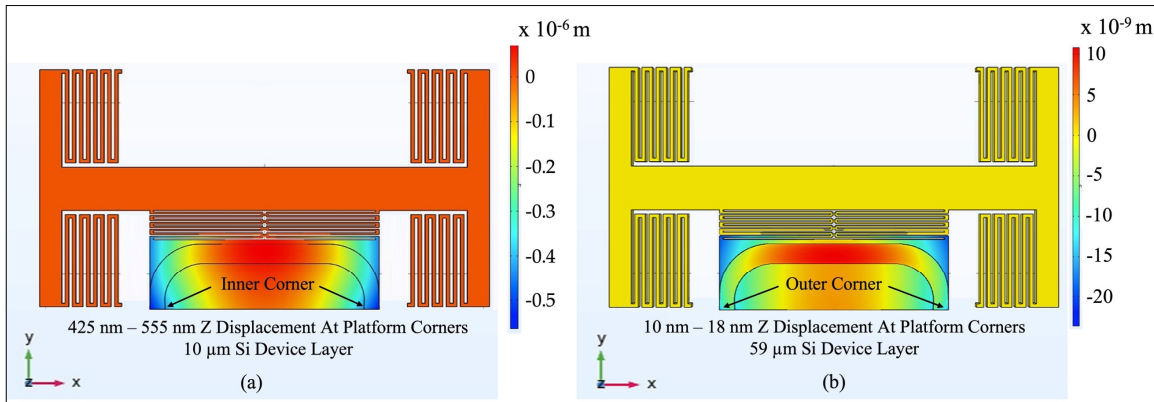 x 10-6 m
0
-0.1
-0.2
-0.3
-0.4
-0.5
Inner Corner
425 nm – 555 nm Z Displacement At Platform Corners
10 µm Si Device Layer
y
z
x
(a)
x 10-9 m
10
5
0
-5
-10
-15
-20
Outer Corner
10 nm – 18 nm Z Displacement At Platform Corners
59 µm Si Device Layer
y
z
x
(b)